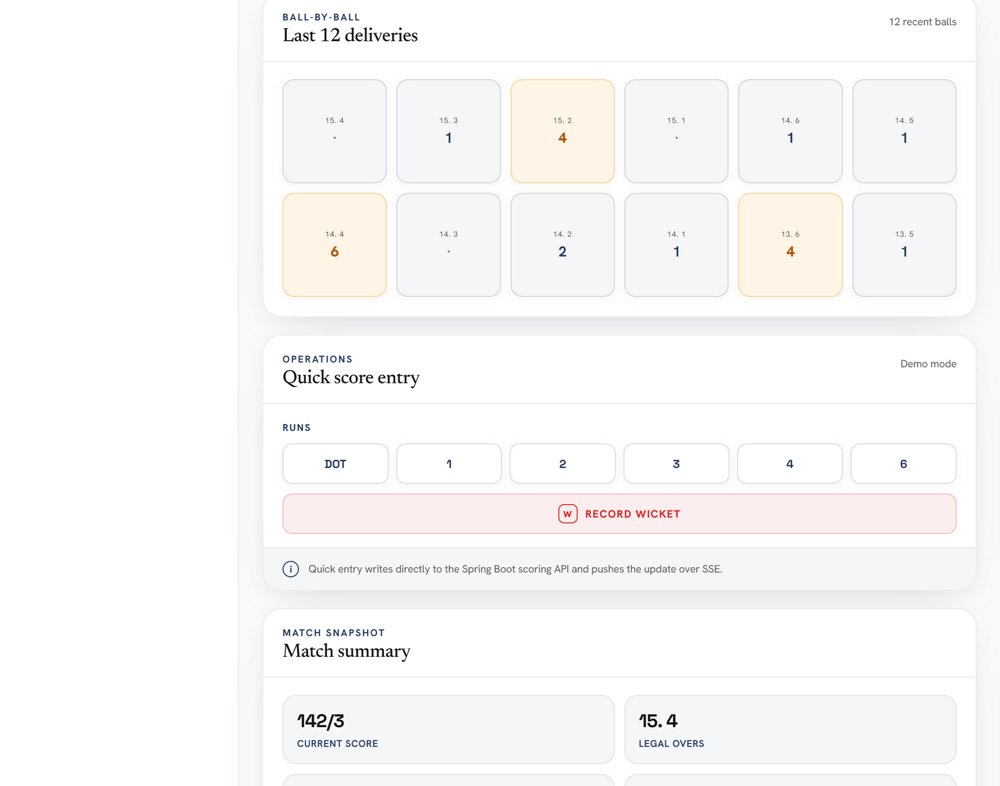 BALL-BY-BALL
Last 12 deliveries
12 recent balls
15. 4
·
15. 3
1
15. 2
4
15. 1
·
14. 6
1
14. 5
1
14. 4
6
14. 3
·
14. 2
2
14. 1
1
13. 6
4
13. 5
1
OPERATIONS
Quick score entry
Demo mode
RUNS
DOT
1
2
3
4
6
W RECORD WICKET
i Quick entry writes directly to the Spring Boot scoring API and pushes the update over SSE.
MATCH SNAPSHOT
Match summary
142/3
CURRENT SCORE
15. 4
LEGAL OVERS